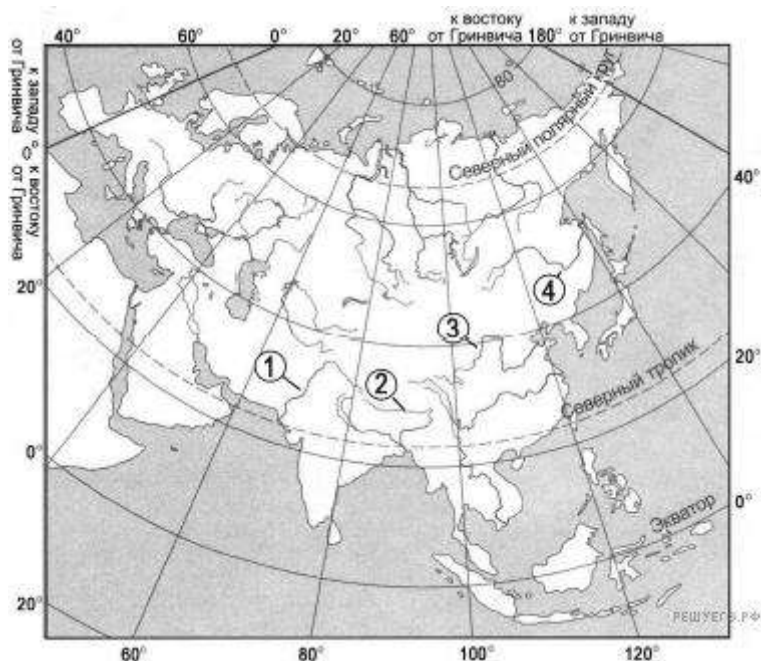 к востоку к западу
от Гринвича 180° от Гринвича
40° 60° 0° 20° 60°
к западу
от Гринвича
0°
к востоку
от Гринвича
80°
Северный полярный круг
40°
20°
4
3
20°
1
2
Северный тропик
0°
0°
Экватор
20°
РЕШУЕГЭ.РФ
60° 80° 100° 120°